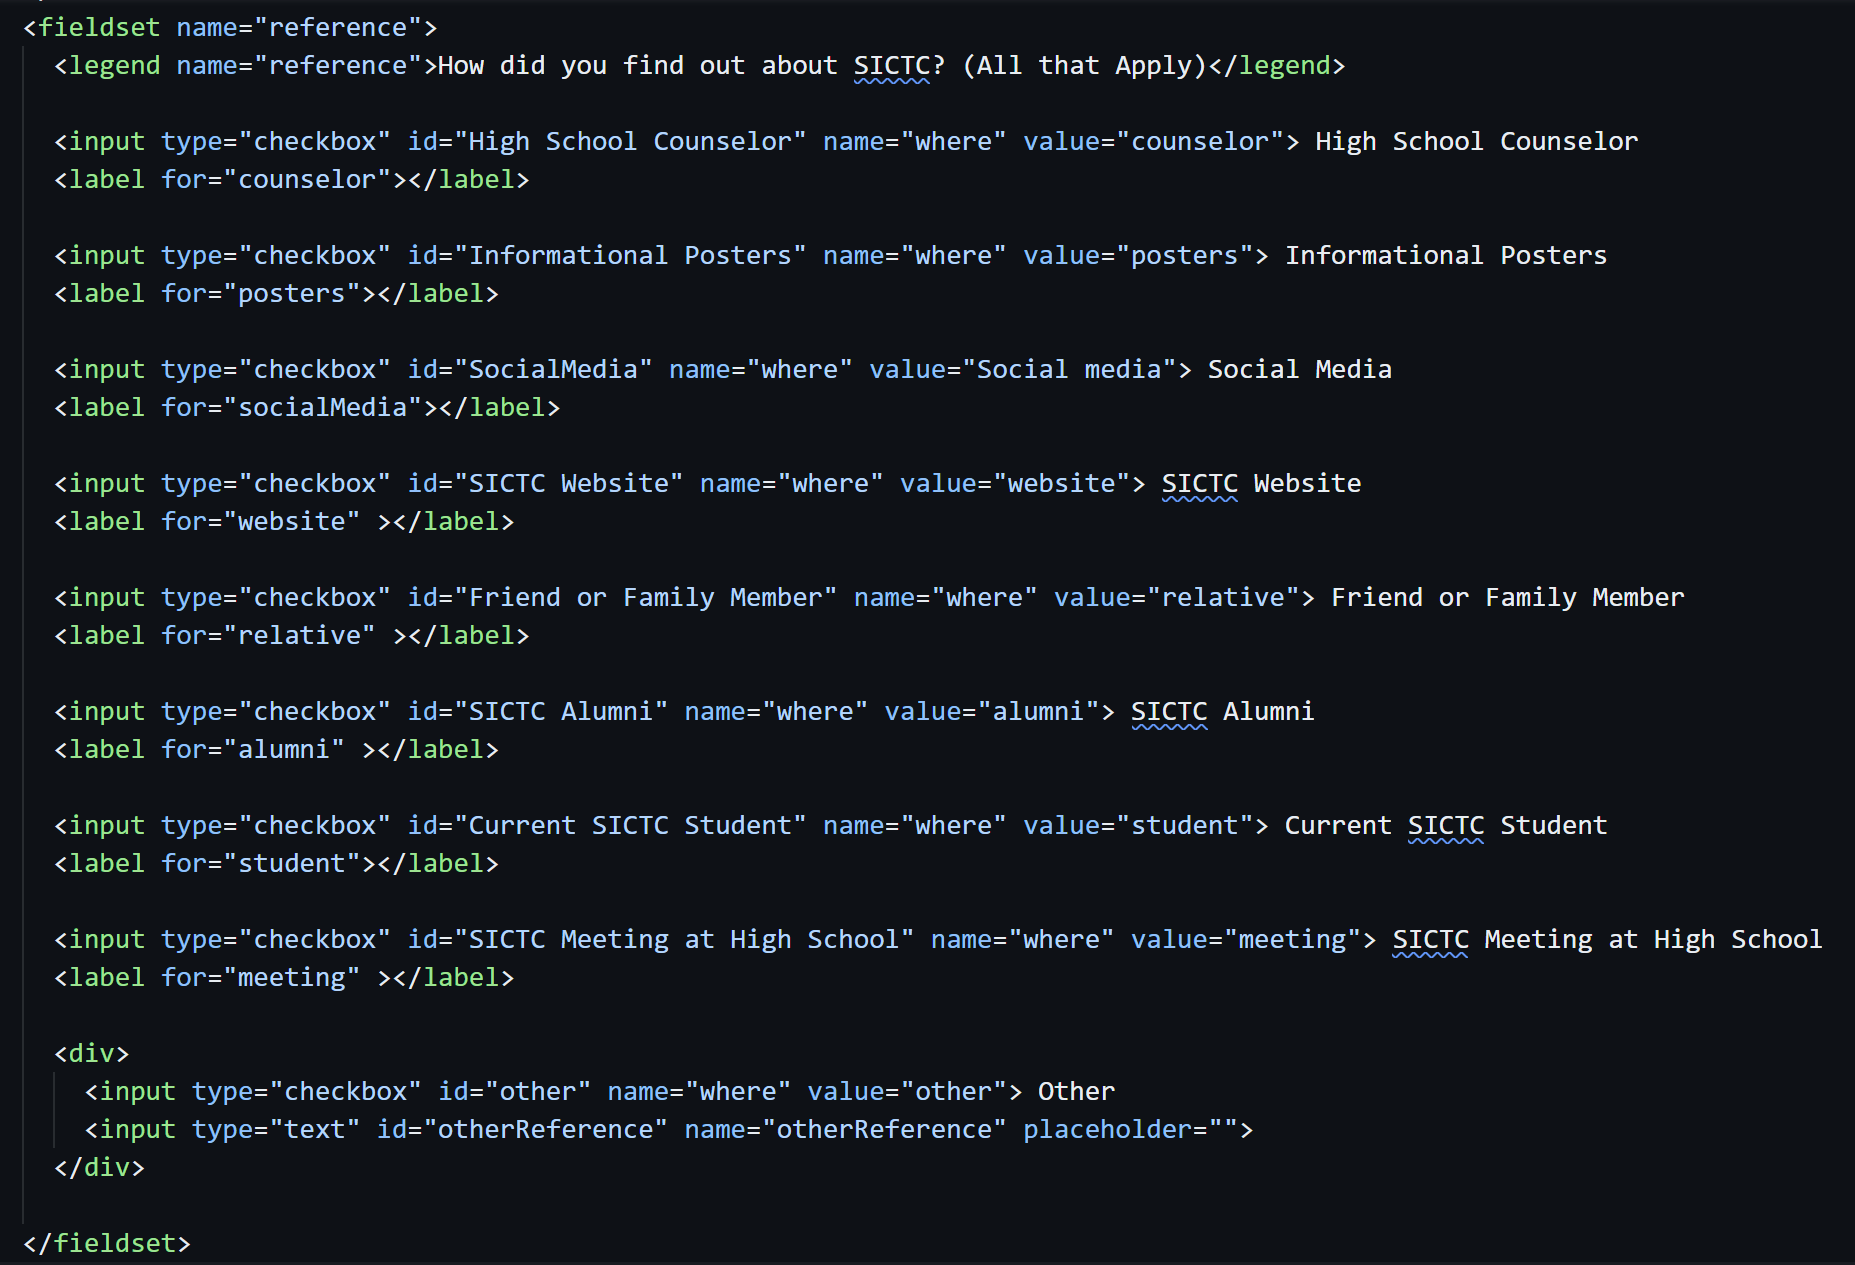 <fieldset name="reference">
<legend name="reference">How did you find out about SICTC? (All that Apply)</legend>
<input type="checkbox" id="High School Counselor" name="where" value="counselor"> High School Counselor
<label for="counselor"></label>
<input type="checkbox" id="Informational Posters" name="where" value="posters"> Informational Posters
<label for="posters"></label>
<input type="checkbox" id="SocialMedia" name="where" value="Social media"> Social Media
<label for="socialMedia"></label>
<input type="checkbox" id="SICTC Website" name="where" value="website"> SICTC Website
<label for="website" ></label>
<input type="checkbox" id="Friend or Family Member" name="where" value="relative"> Friend or Family Member
<label for="relative" ></label>
<input type="checkbox" id="SICTC Alumni" name="where" value="alumni"> SICTC Alumni
<label for="alumni" ></label>
<input type="checkbox" id="Current SICTC Student" name="where" value="student"> Current SICTC Student
<label for="student"></label>
<input type="checkbox" id="SICTC Meeting at High School" name="where" value="meeting"> SICTC Meeting at High School
<label for="meeting" ></label>
<div>
<input type="checkbox" id="other" name="where" value="other"> Other
<input type="text" id="otherReference" name="otherReference" placeholder="">
</div>
</fieldset>